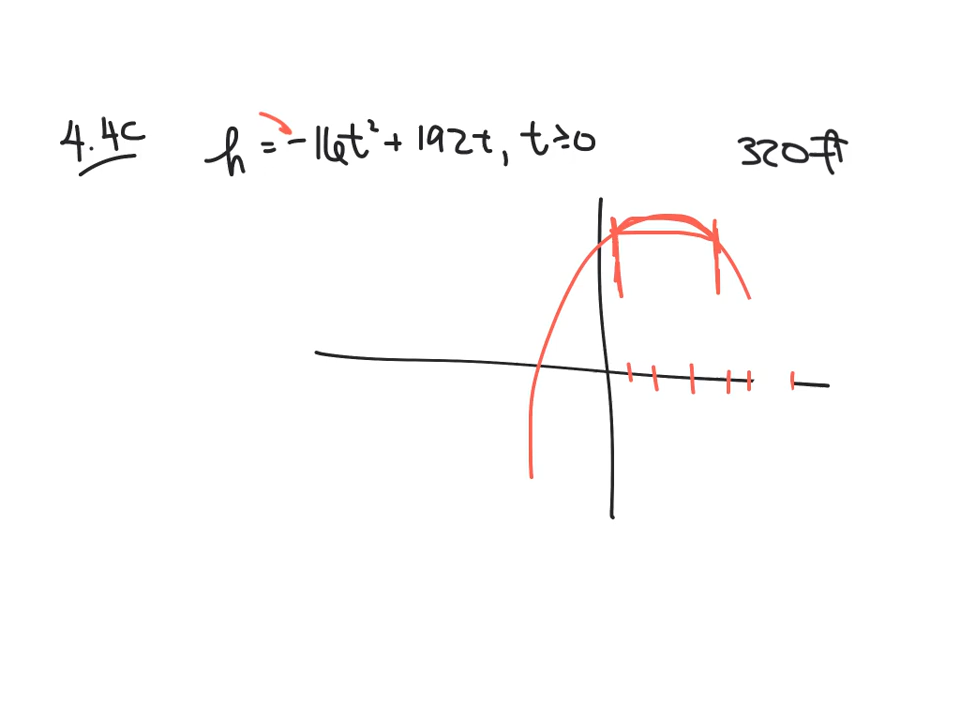 4.4C h = -16t² + 192t, t ≥ 0 320 ft